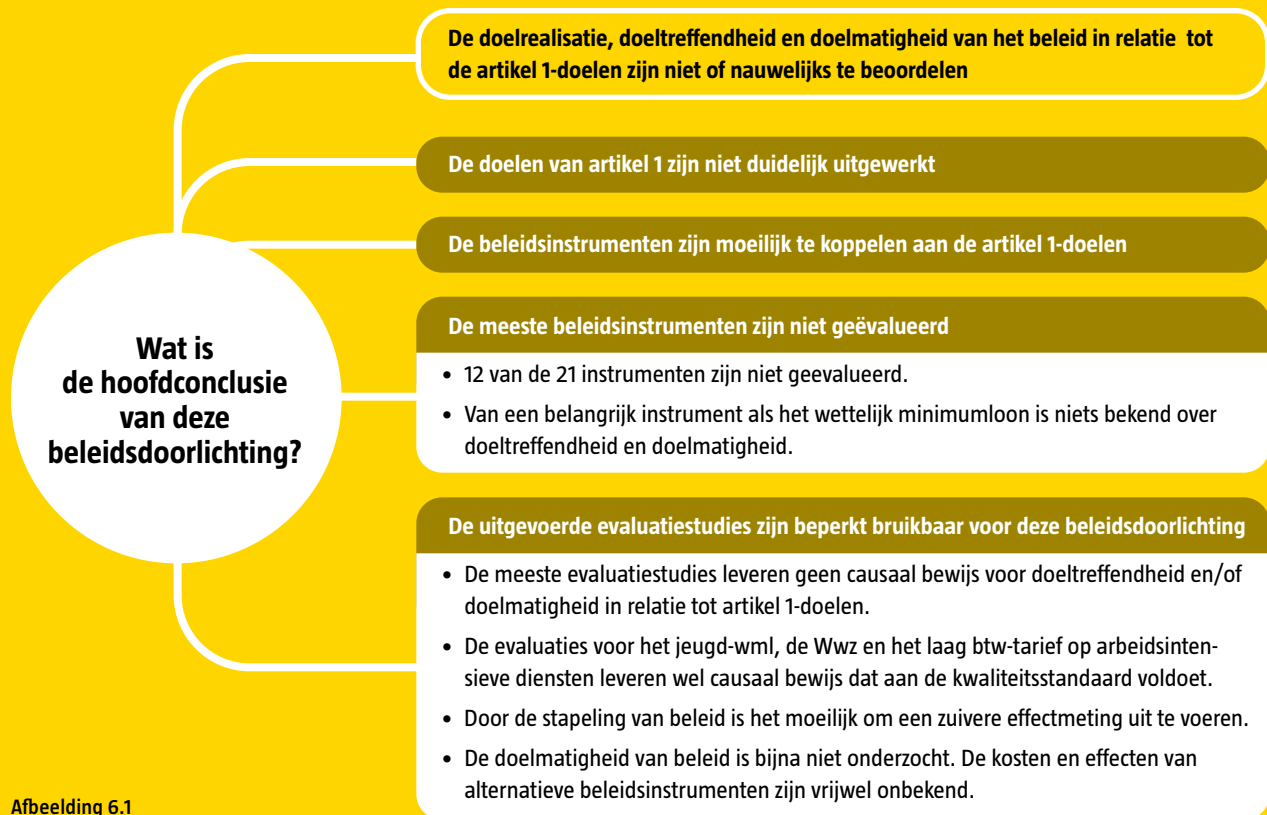 De doelrealisatie, doeltreffendheid en doelmatigheid van het beleid in relatie tot
de artikel 1-doelen zijn niet of nauwelijks te beoordelen
De doelen van artikel 1 zijn niet duidelijk uitgewerkt
De beleidsinstrumenten zijn moeilijk te koppelen aan de artikel 1-doelen
Wat is
de hoofdconclusie
van deze
beleidsdoorlichting?
De meeste beleidsinstrumenten zijn niet geëvalueerd
• 12 van de 21 instrumenten zijn niet geevalueerd.
• Van een belangrijk instrument als het wettelijk minimumloon is niets bekend over
doeltreffendheid en doelmatigheid.
De uitgevoerde evaluatiestudies zijn beperkt bruikbaar voor deze beleidsdoorlichting
• De meeste evaluatiestudies leveren geen causaal bewijs voor doeltreffendheid en/of
doelmatigheid in relatie tot artikel 1-doelen.
• De evaluaties voor het jeugd-wml, de Wwz en het laag btw-tarief op arbeidsinten-
sieve diensten leveren wel causaal bewijs dat aan de kwaliteitsstandaard voldoet.
• Door de stapeling van beleid is het moeilijk om een zuivere effectmeting uit te voeren.
• De doelmatigheid van beleid is bijna niet onderzocht. De kosten en effecten van
alternatieve beleidsinstrumenten zijn vrijwel onbekend.
Afbeelding 6.1